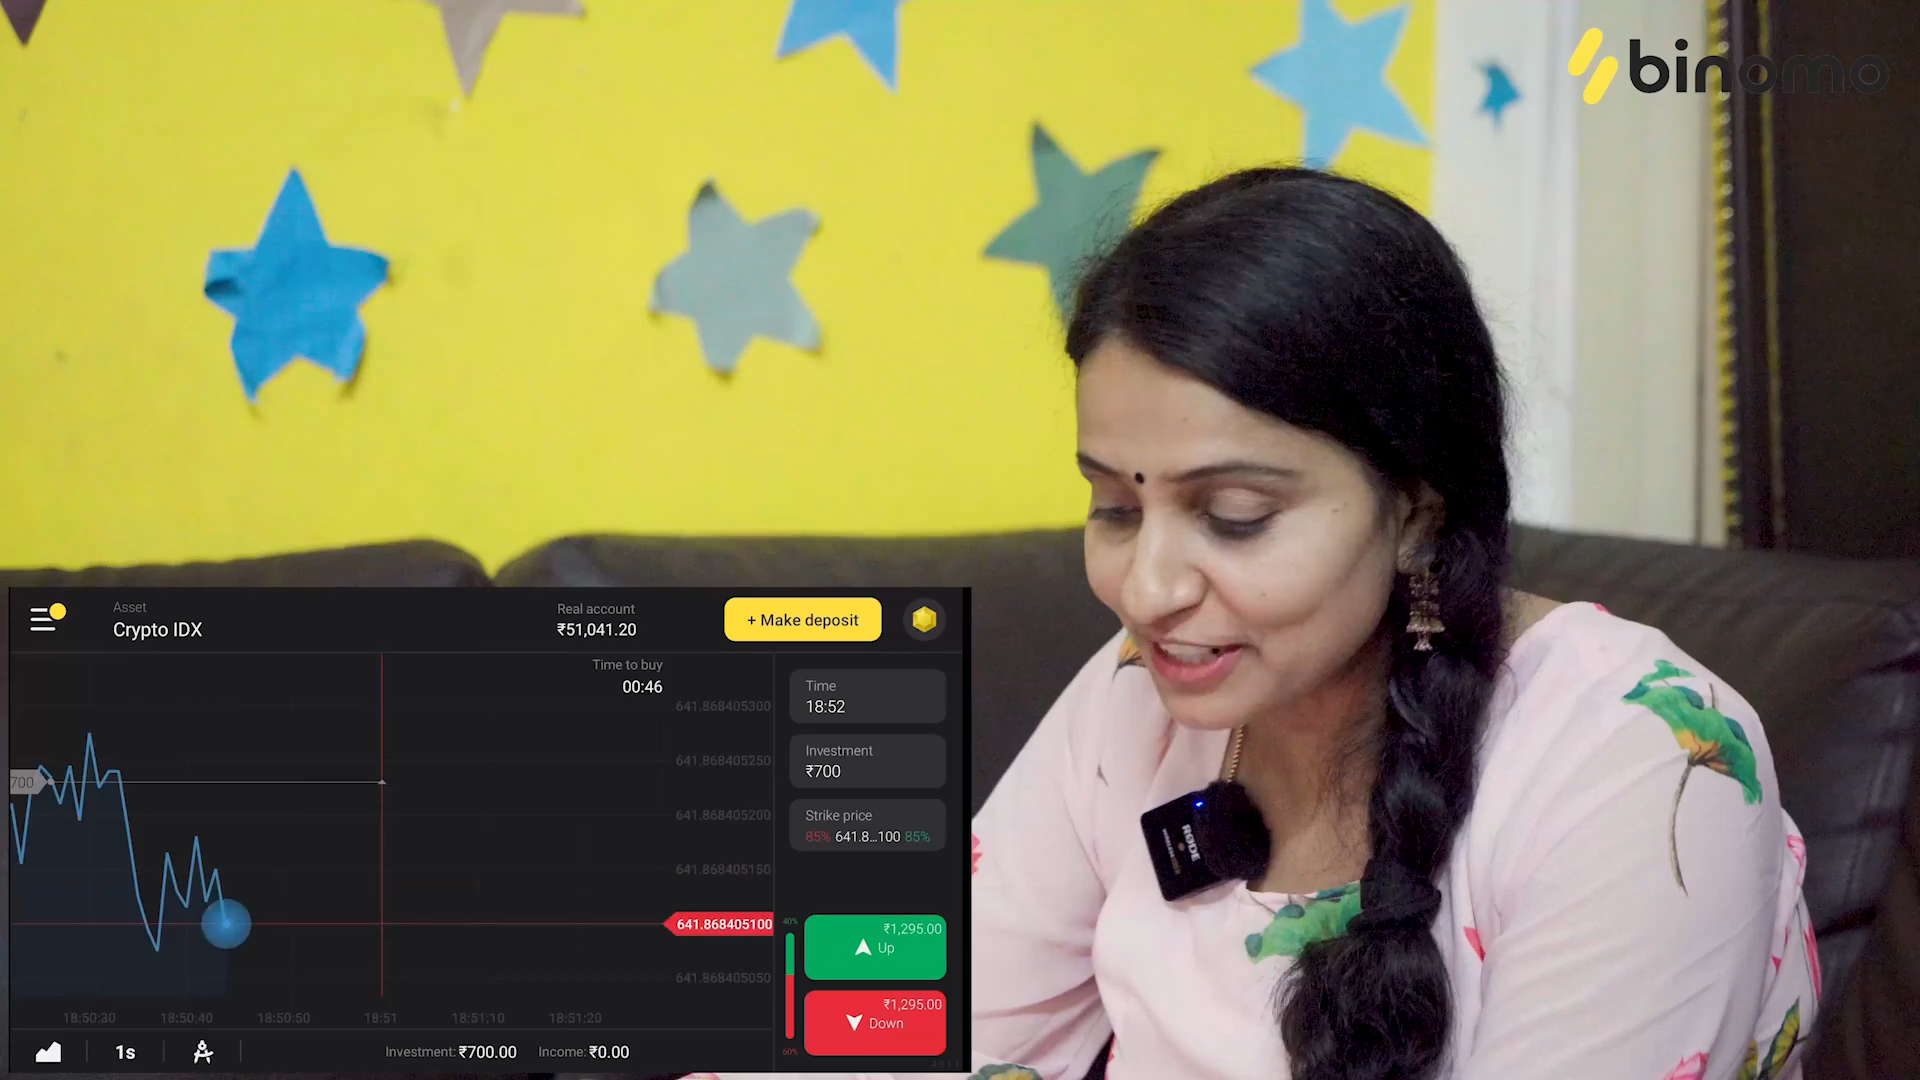 binomo
Asset
Crypto IDX
Real account
₹51,041.20
+ Make deposit
Time to buy
00:46
641.868405300
641.868405250
641.868405200
641.868405150
641.868405100
641.868405050
700
Time
18:52
Investment
₹700
Strike price
85% 641.8...100 85%
40%
₹1,295.00
Up
₹1,295.00
Down
60%
18:50:30 18:50:40 18:50:50 18:51 18:51:10 18:51:20
1s
Investment: ₹700.00 Income: ₹0.00
RØDE